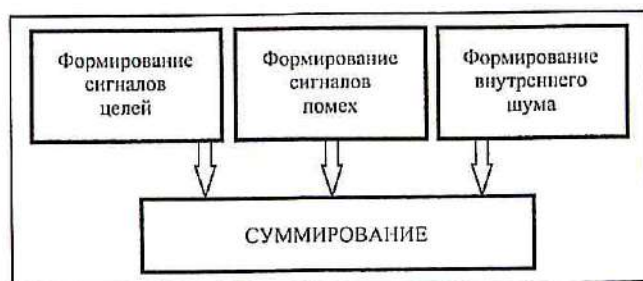 Формирование
сигналов
целей
Формирование
сигналов
помех
Формирование
внутреннего
шума
СУММИРОВАНИЕ